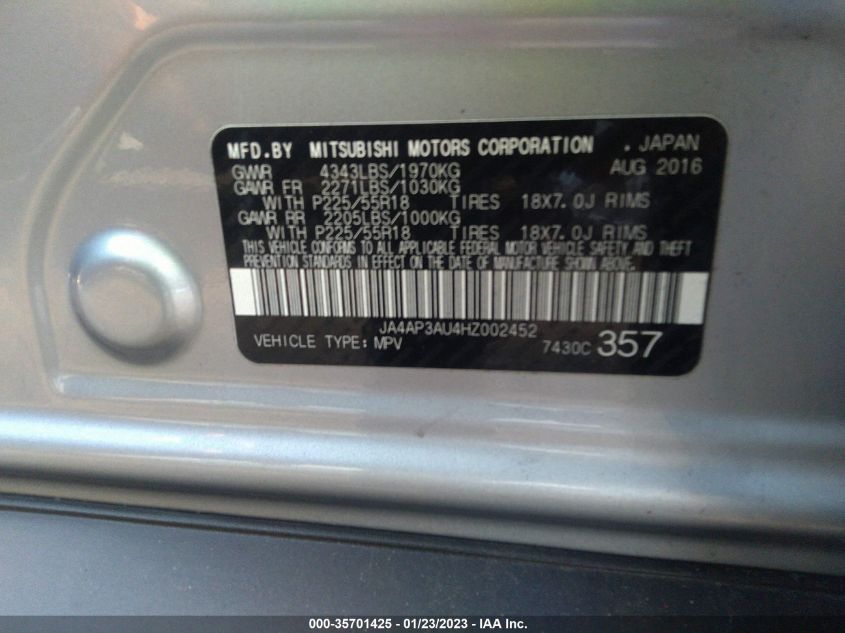 MFD.BY MITSUBISHI MOTORS CORPORATION . JAPAN
GVWR 4343LBS/1970KG AUG 2016
GAWR FR 2271LBS/1030KG
WITH P225/55R18 TIRES 18X7.0J RIMS
GAWR RR 2205LBS/1000KG
WITH P225/55R18 TIRES 18X7.0J RIMS
THIS VEHICLE CONFORMS TO ALL APPLICABLE FEDERAL MOTOR VEHICLE SAFETY AND THEFT
PREVENTION STANDARDS IN EFFECT ON THE DATE OF MANUFACTURE SHOWN ABOVE.
JA4AP3AU4HZ002452
VEHICLE TYPE: MPV 7430C 357
000-35701425 - 01/23/2023 - IAA Inc.